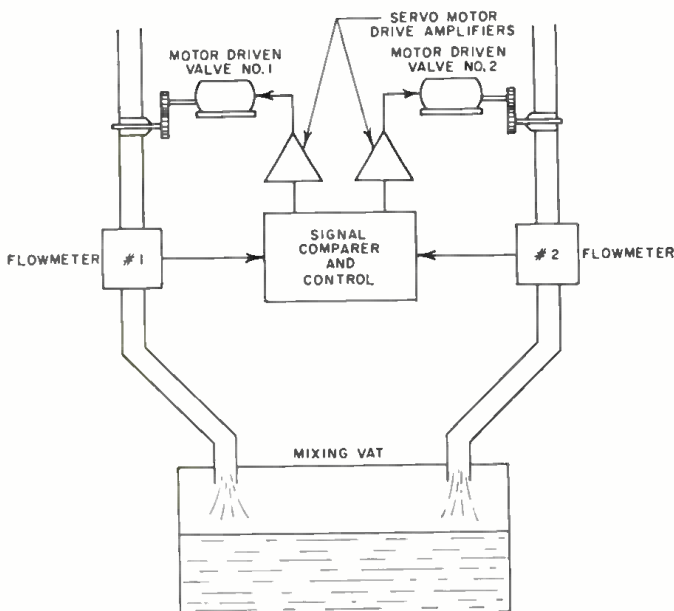 SERVO MOTOR
DRIVE AMPLIFIERS
MOTOR DRIVEN
VALVE NO.1
MOTOR DRIVEN
VALVE NO.2
SIGNAL
COMPARER
AND
CONTROL
FLOWMETER
#1
#2
FLOWMETER
MIXING VAT